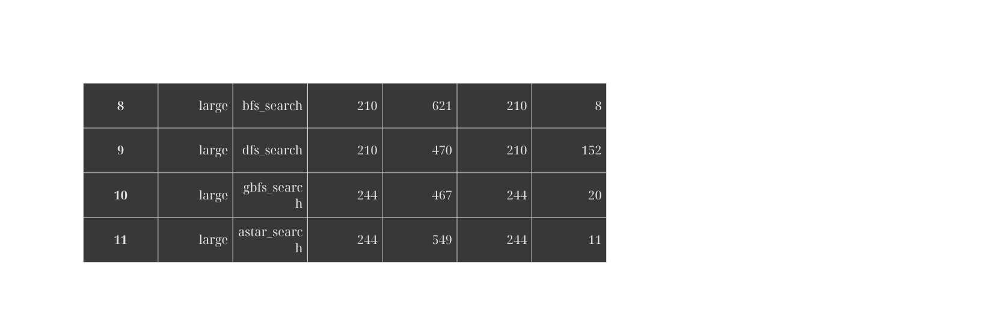 8 large bfs_search 210 621 210 8
9 large dfs_search 210 470 210 152
10 large gbfs_searc 244 467 244 20
h
11 large astar_searc 244 549 244 11
h